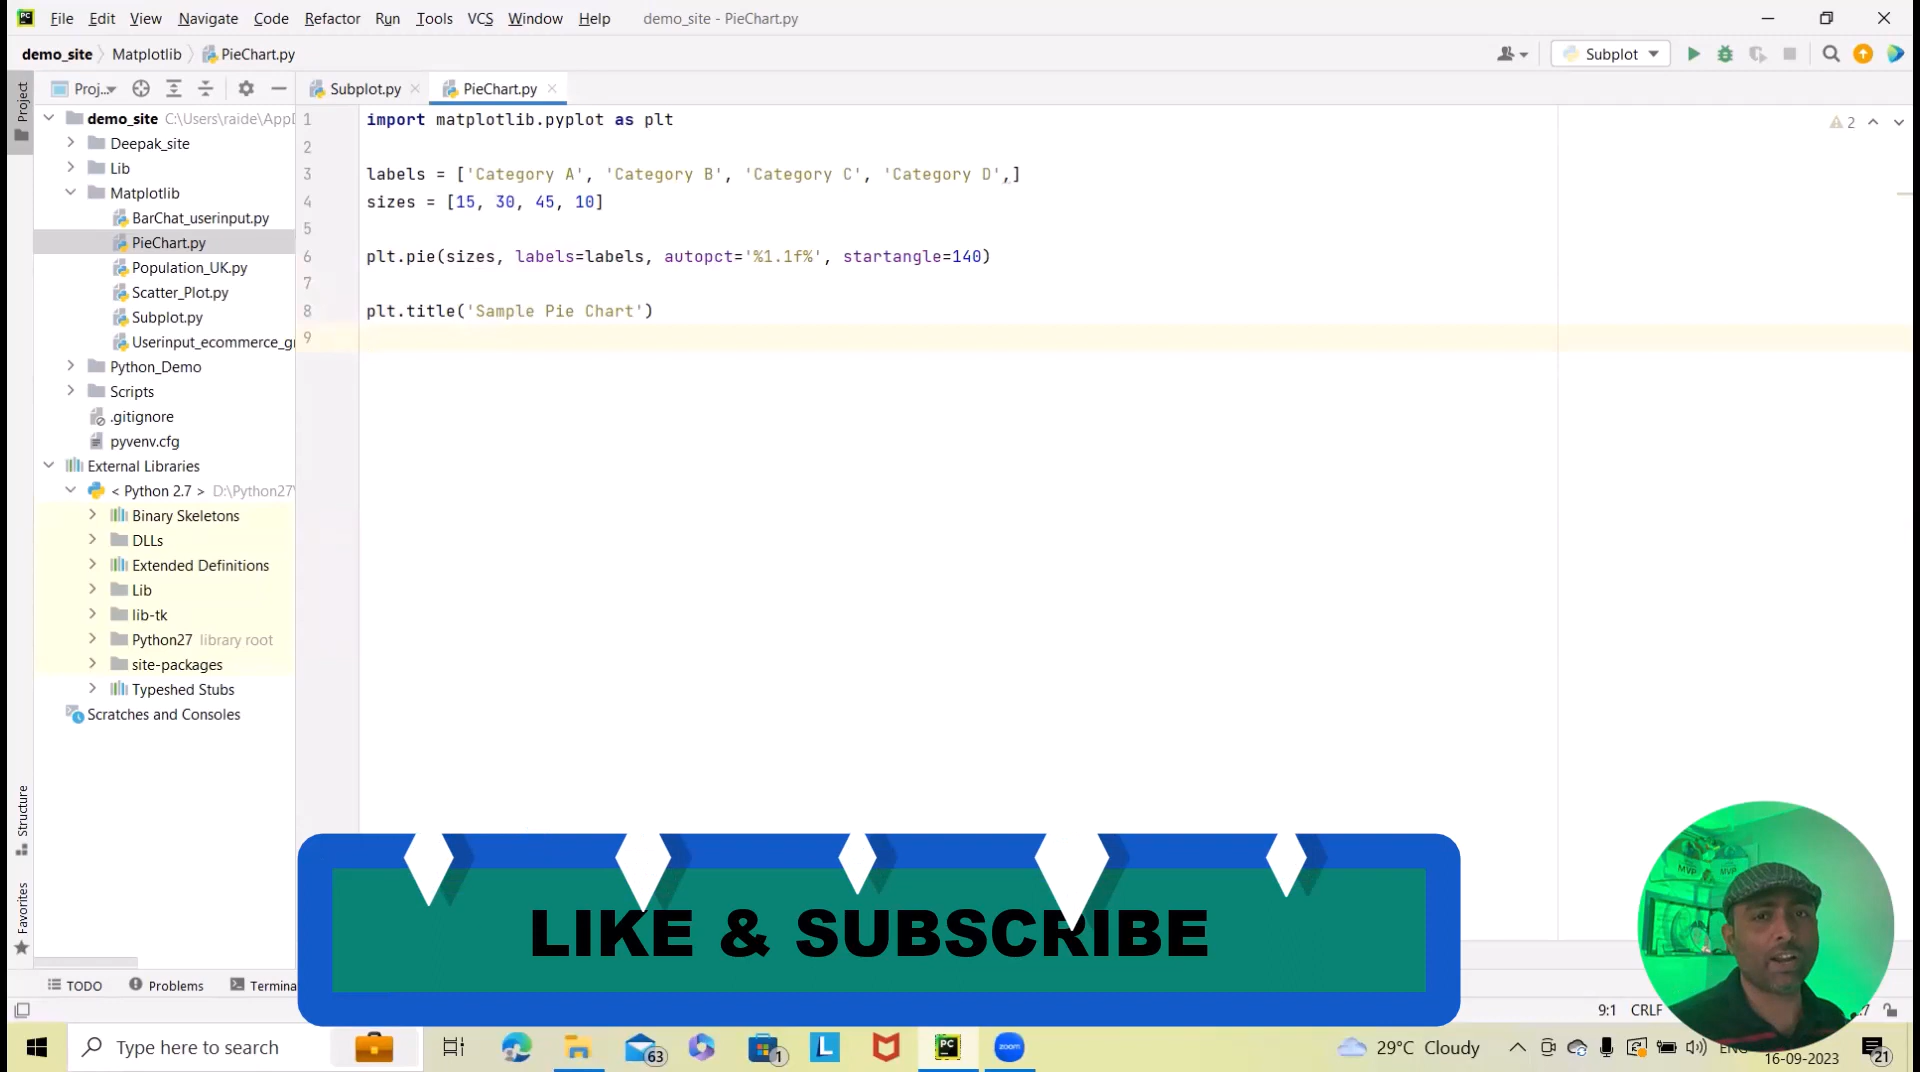 File Edit View Navigate Code Refactor Run Tools VCS Window Help demo_site - PieChart.py
demo_site Matplotlib PieChart.py Subplot
Project
Proj...
Subplot.py PieChart.py
demo_site C:\Users\raide\AppD
Deepak_site
Lib
Matplotlib
BarChat_userinput.py
PieChart.py
Population_UK.py
Scatter_Plot.py
Subplot.py
Userinput_ecommerce_gr
Python_Demo
Scripts
.gitignore
pyvenv.cfg
External Libraries
< Python 2.7 > D:\Python27\
Binary Skeletons
DLLs
Extended Definitions
Lib
lib-tk
Python27 library root
site-packages
Typeshed Stubs
Scratches and Consoles
1 import matplotlib.pyplot as plt
2
3 labels = ['Category A', 'Category B', 'Category C', 'Category D',]
4 sizes = [15, 30, 45, 10]
5
6 plt.pie(sizes, labels=labels, autopct='%1.1f%', startangle=140)
7
8 plt.title('Sample Pie Chart')
9
2
Structure
Favorites
LIKE & SUBSCRIBE
MVP MVP
TODO Problems Termina
9:1 CRLF .7
Type here to search
63
1
L
PC
zoom
29°C Cloudy
ENG
16-09-2023
21